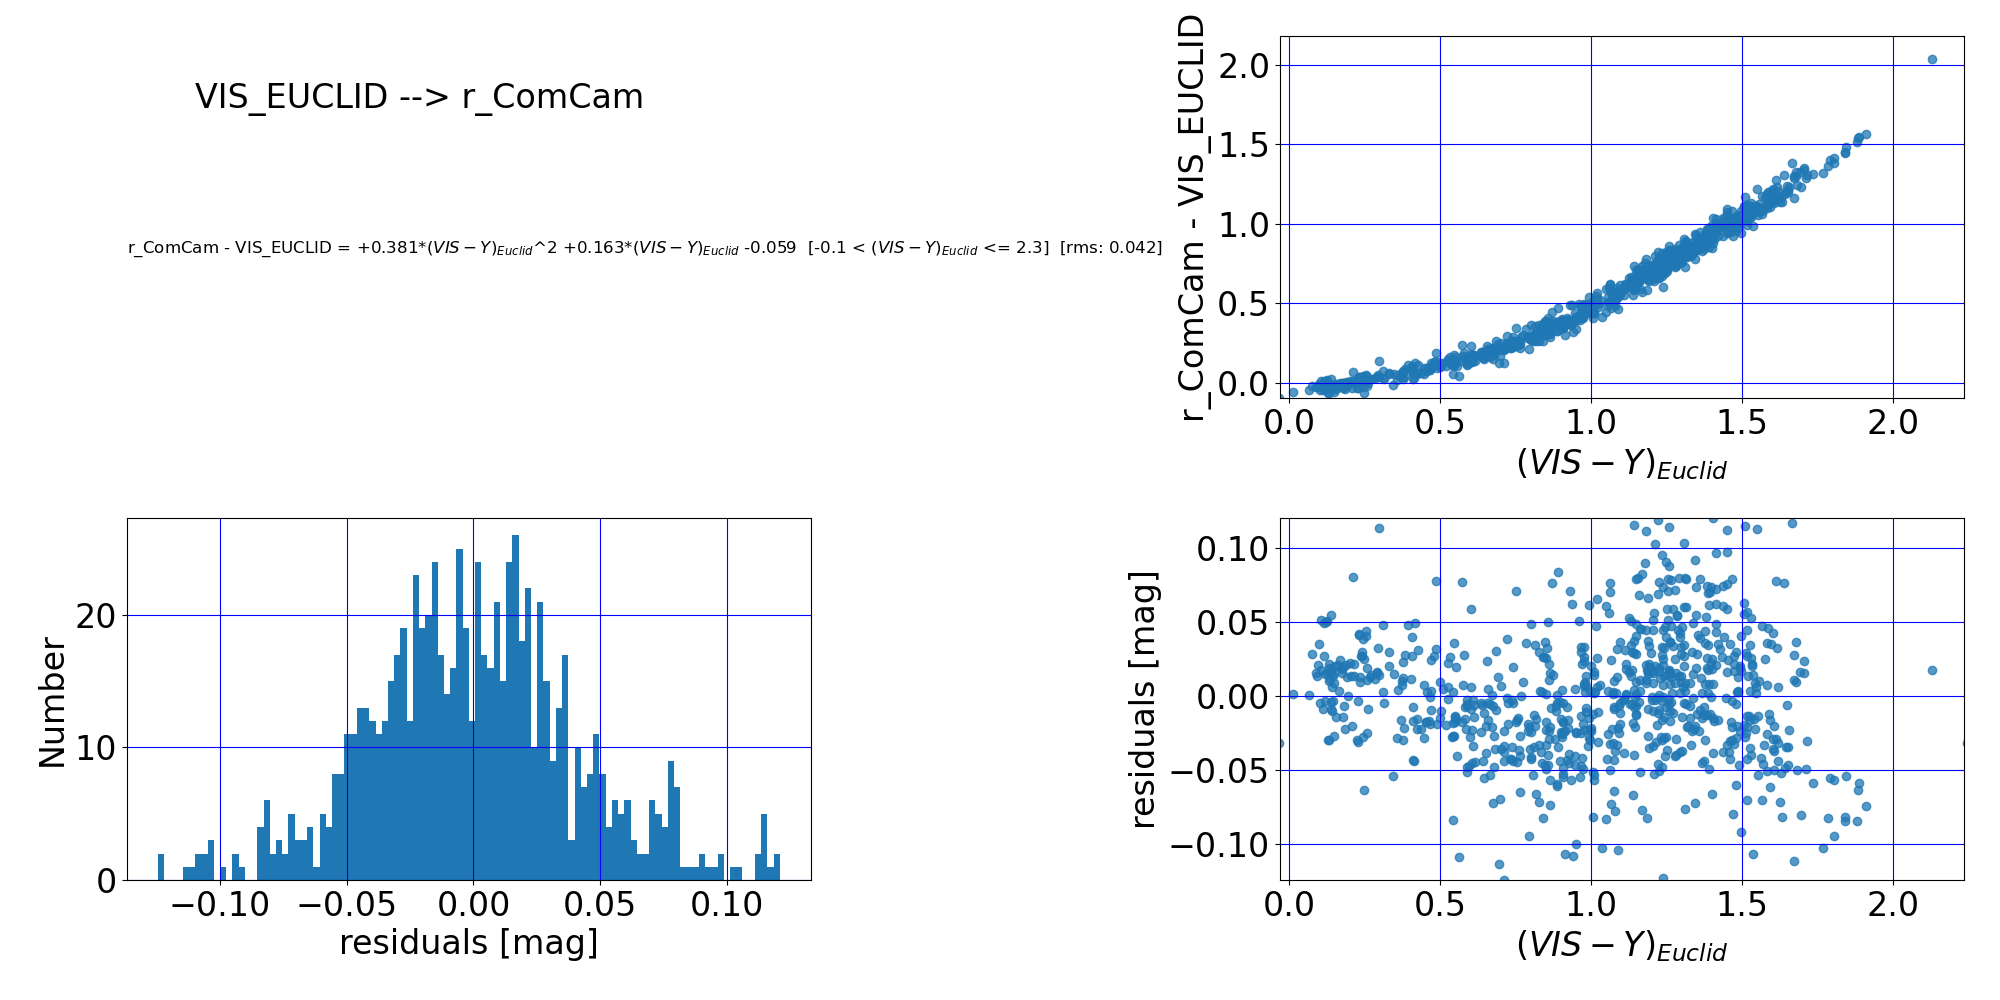 VIS_EUCLID --> r_ComCam
r_ComCam - VIS_EUCLID = +0.381*(VIS − Y)Euclid^2 +0.163*(VIS − Y)Euclid -0.059 [-0.1 < (VIS − Y)Euclid <= 2.3] [rms: 0.042]
r_ComCam - VIS_EUCLID
2.0
1.5
1.0
0.5
0.0
0.0 0.5 1.0 1.5 2.0
(VIS − Y)Euclid
Number
20
10
0
−0.10 −0.05 0.00 0.05 0.10
residuals [mag]
residuals [mag]
0.10
0.05
0.00
−0.05
−0.10
0.0 0.5 1.0 1.5 2.0
(VIS − Y)Euclid